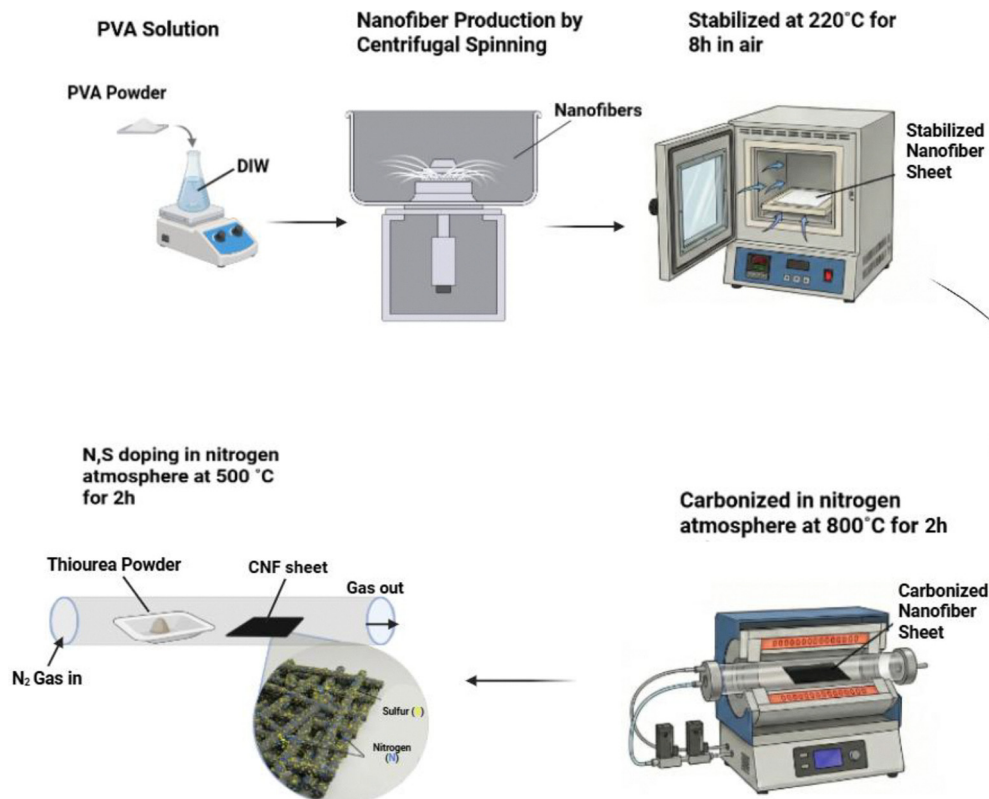 PVA Solution
PVA Powder
DIW
Nanofiber Production by
Centrifugal Spinning
Nanofibers
Stabilized at 220°C for
8h in air
Stabilized
Nanofiber
Sheet
N,S doping in nitrogen
atmosphere at 500 °C
for 2h
Thiourea Powder
CNF sheet
Gas out
N₂ Gas in
Sulfur (S)
Nitrogen
(N)
Carbonized in nitrogen
atmosphere at 800°C for 2h
Carbonized
Nanofiber
Sheet